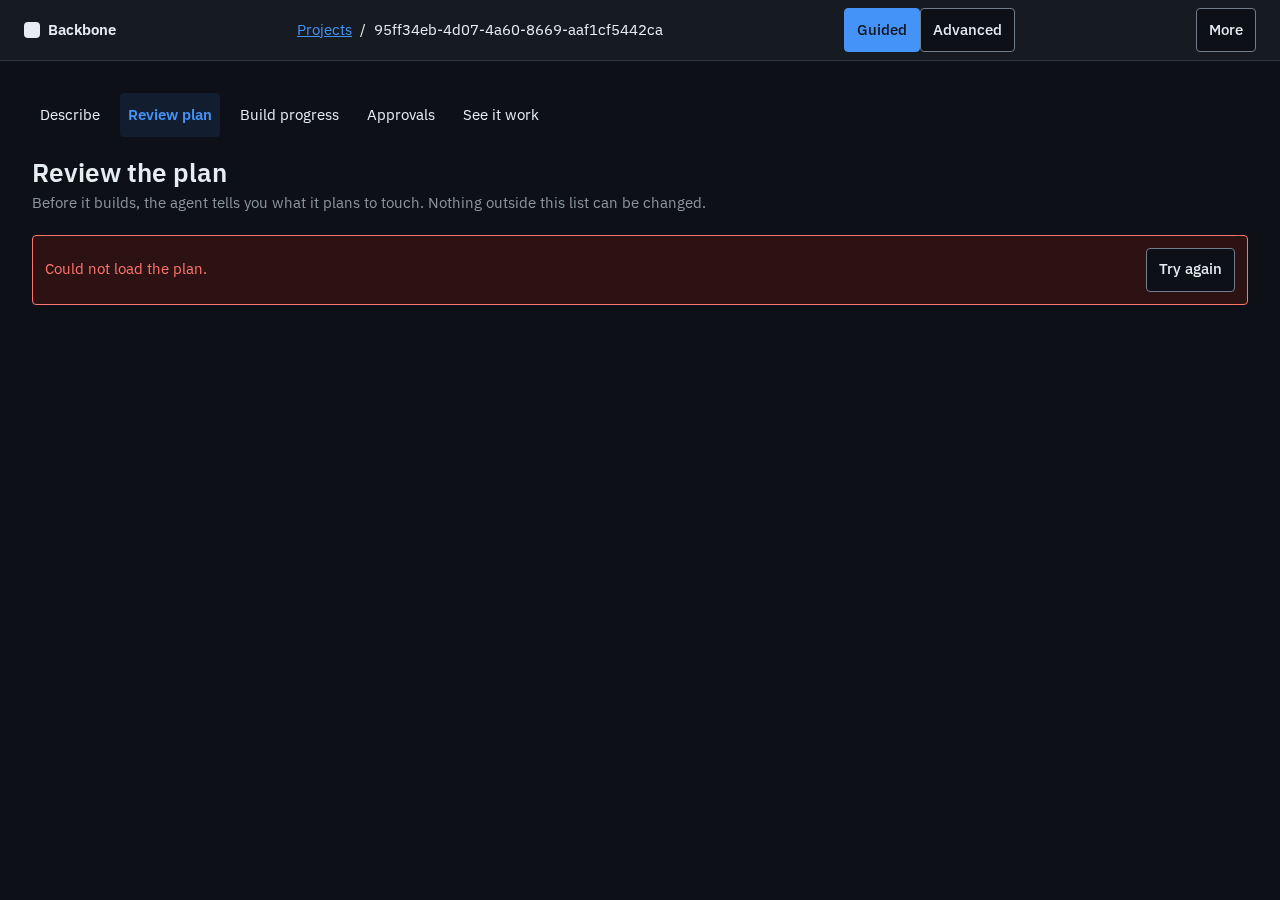 Backbone
Projects / 95ff34eb-4d07-4a60-8669-aaf1cf5442ca
Guided
Advanced
More
Describe
Review plan
Build progress
Approvals
See it work
Review the plan
Before it builds, the agent tells you what it plans to touch. Nothing outside this list can be changed.
Could not load the plan.
Try again